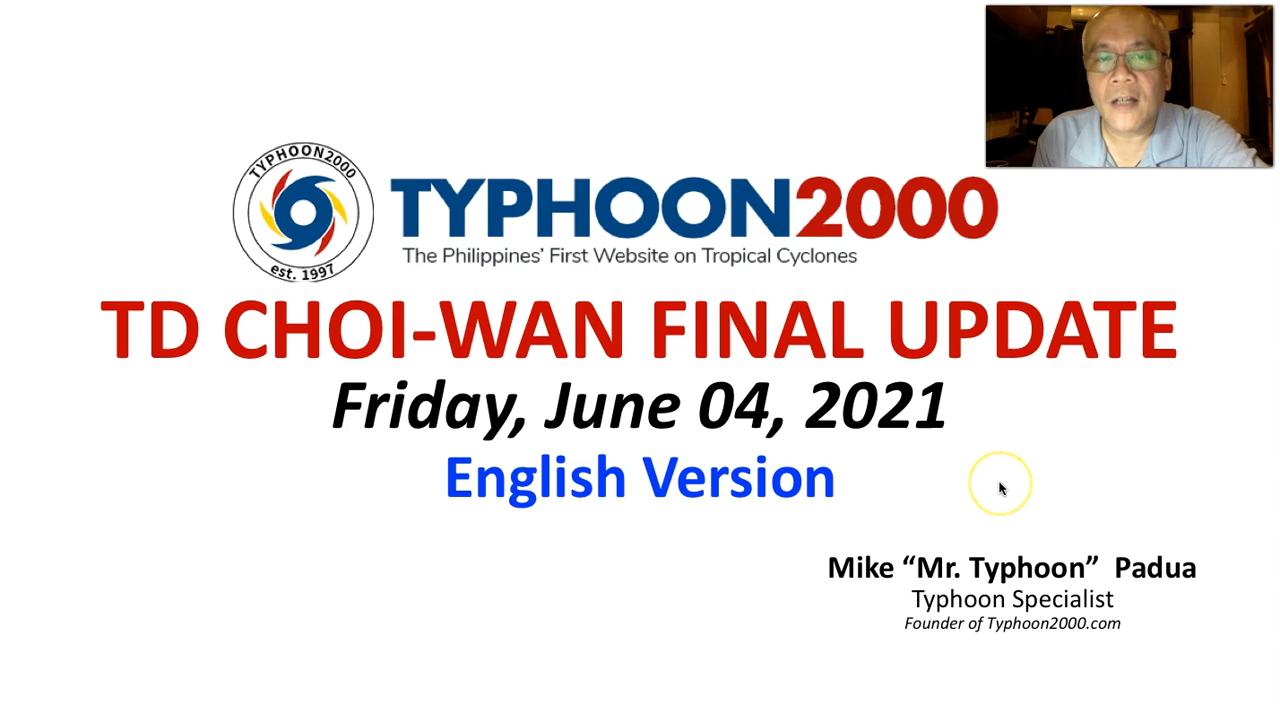 TYPHOON2000
est. 1997
TYPHOON2000
The Philippines' First Website on Tropical Cyclones
TD CHOI-WAN FINAL UPDATE
Friday, June 04, 2021
English Version
Mike “Mr. Typhoon” Padua
Typhoon Specialist
Founder of Typhoon2000.com